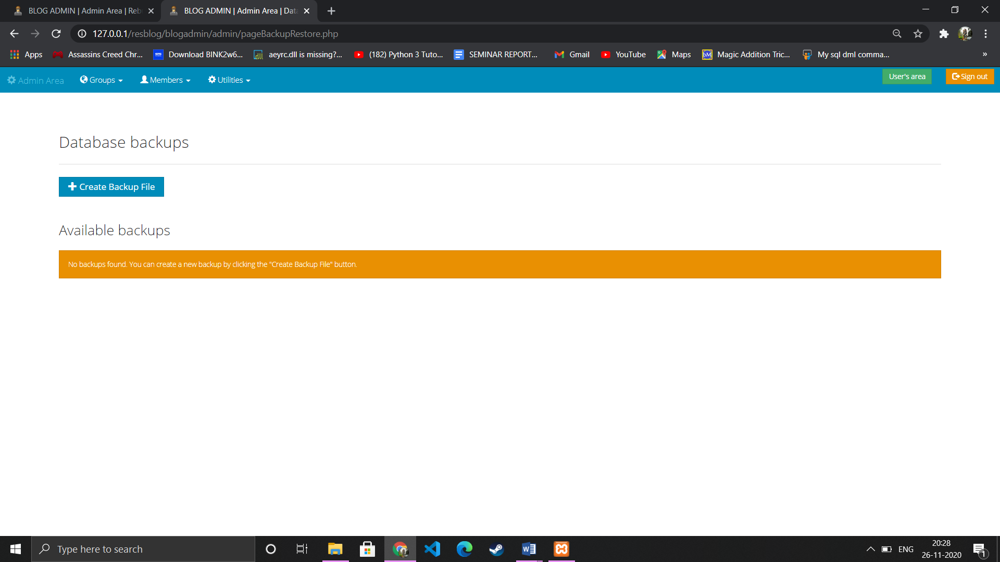 BLOG ADMIN | Admin Area | Reb
BLOG ADMIN | Admin Area | Data
127.0.0.1/resblog/blogadmin/admin/pageBackupRestore.php
Apps
Assassins Creed Chr...
Download BINK2w6...
aeyrc.dll is missing?...
(182) Python 3 Tuto...
SEMINAR REPORT...
Gmail
YouTube
Maps
Magic Addition Tric...
My sql dml comma...
»
Admin Area
Groups
Members
Utilities
User's area
Sign out
Database backups
Create Backup File
Available backups
No backups found. You can create a new backup by clicking the "Create Backup File" button.
Type here to search
ENG
20:28
26-11-2020
1